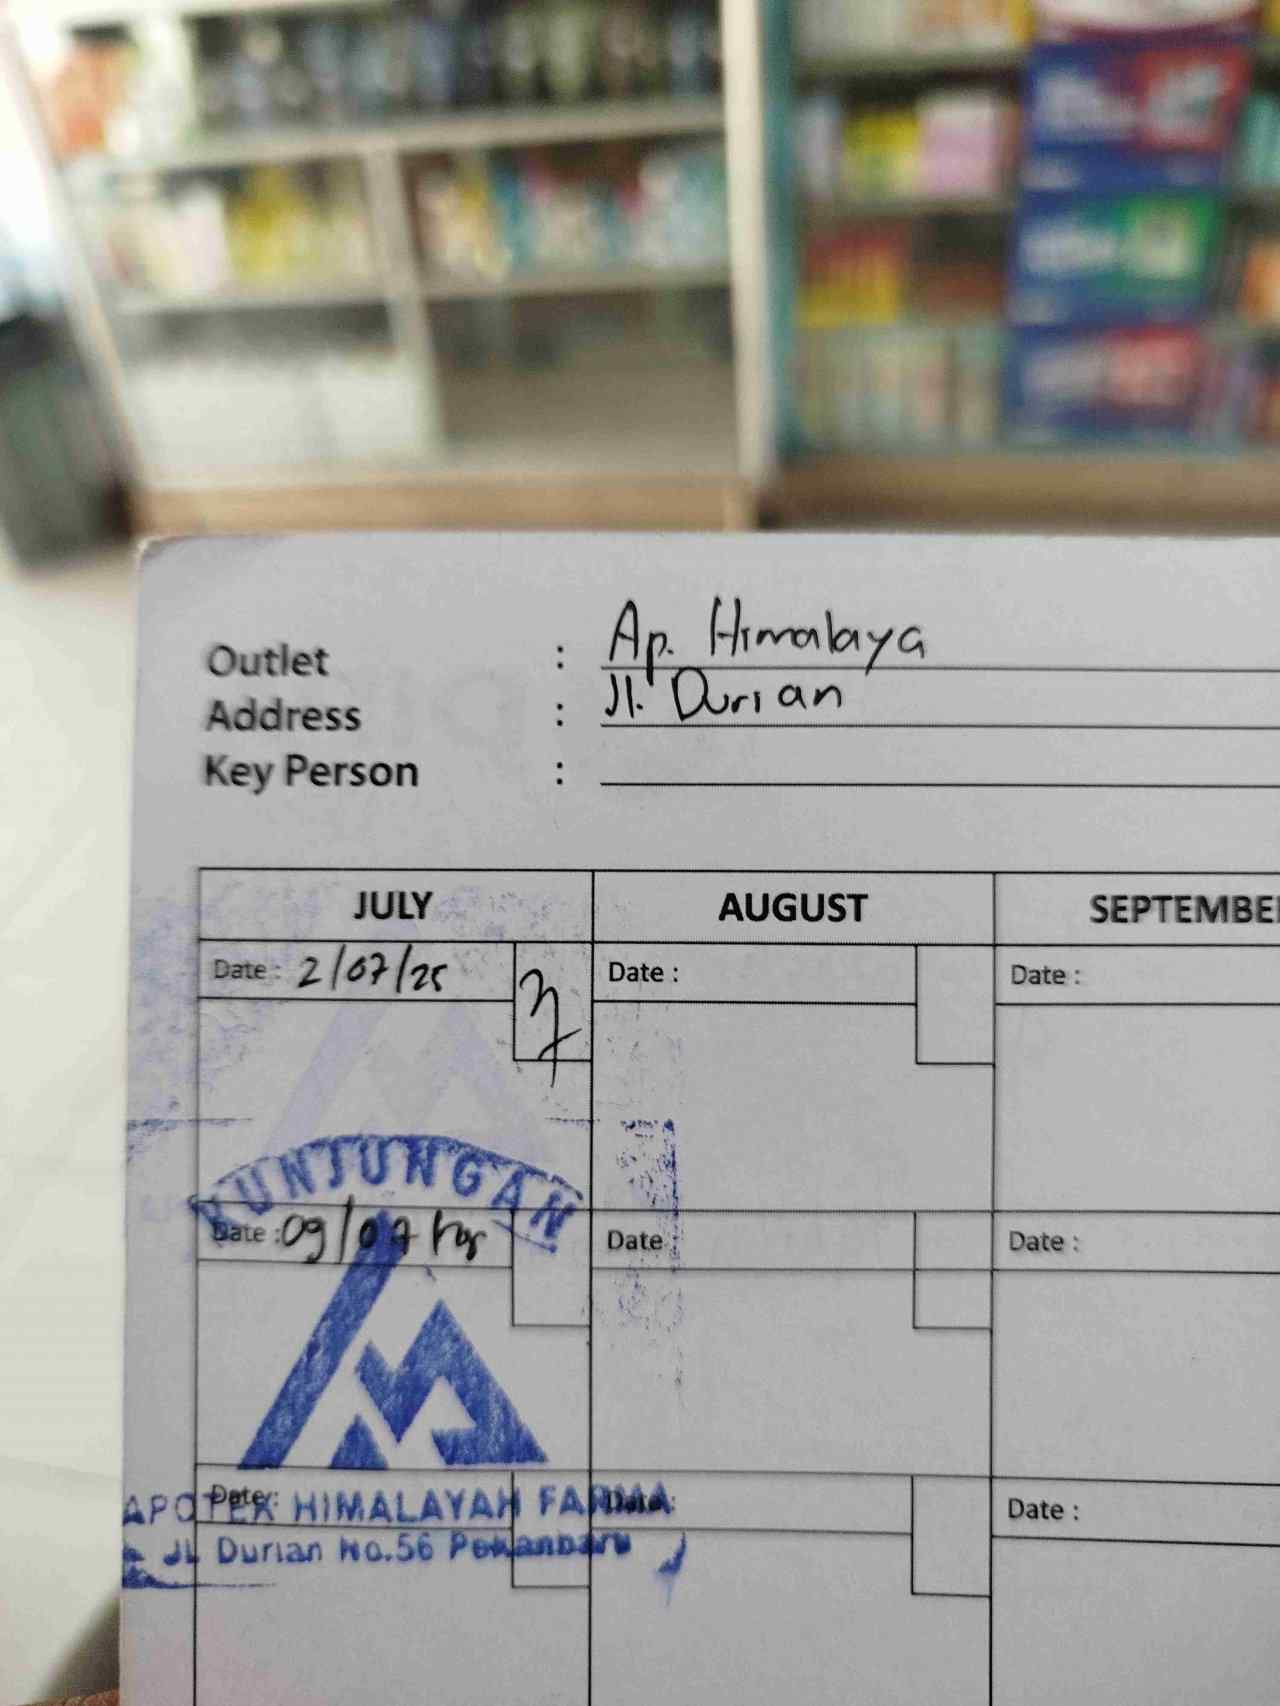 Outlet : Ap. Himalaya
Address : Jl. Durian
Key Person :
JULY AUGUST SEPTEMBE
Date : 2/07/25 Date : Date :
KUNJUNGAN
Date : 09/07 Date : Date :
Date : Date : Date :
APOTEK HIMALAYAH FARMA
JL Durian No.56 Pekanbaru